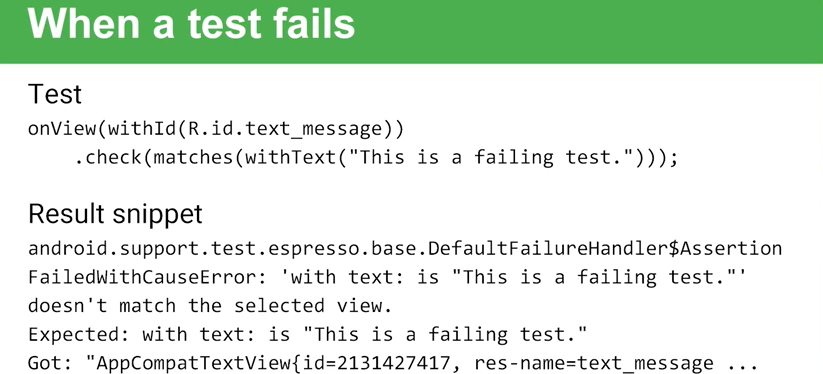 When a test fails
Test
onView(withId(R.id.text_message))
    .check(matches(withText("This is a failing test.")));
Result snippet
android.support.test.espresso.base.DefaultFailureHandler$Assertion
FailedWithCauseError: 'with text: is "This is a failing test."'
doesn't match the selected view.
Expected: with text: is "This is a failing test."
Got: "AppCompatTextView{id=2131427417, res-name=text_message ...